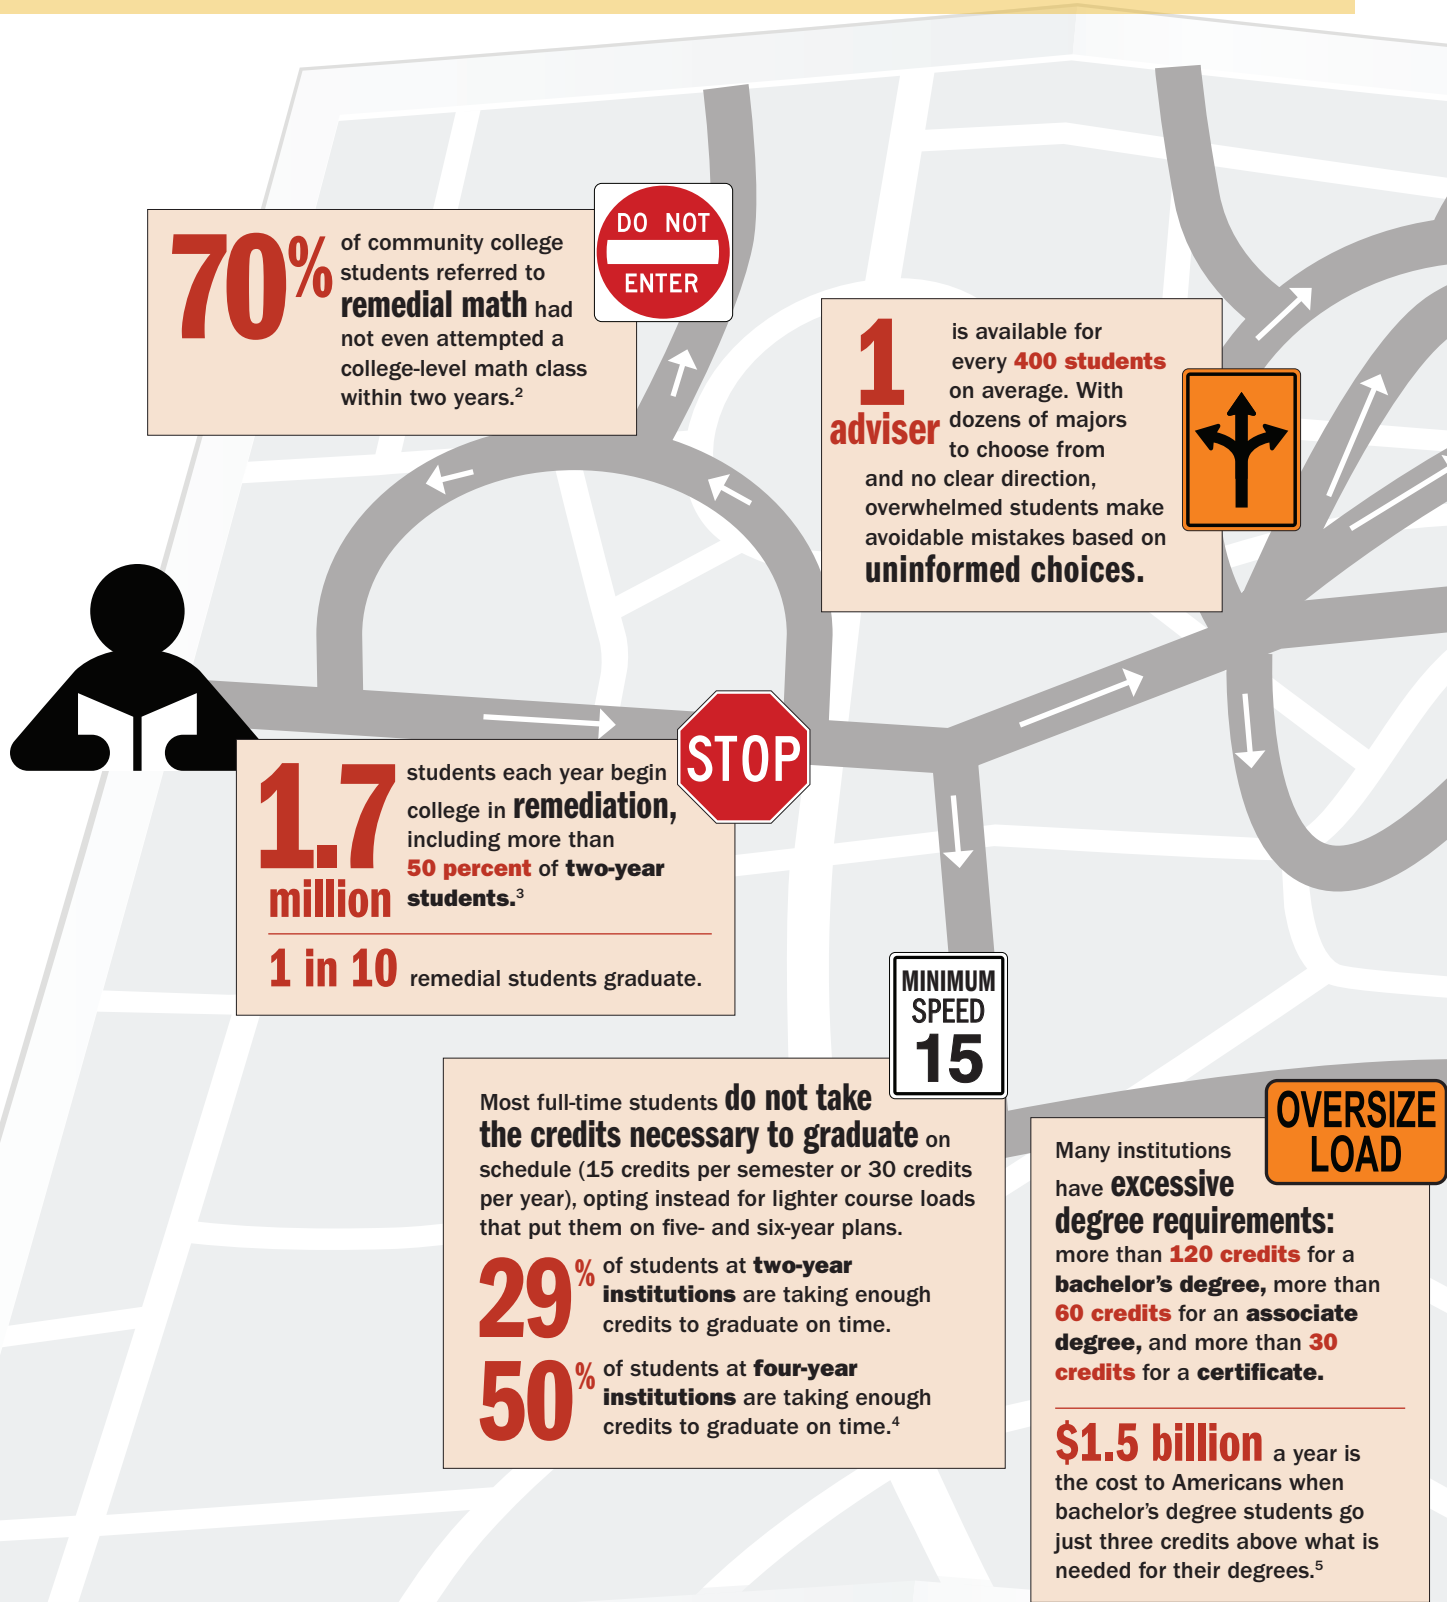 70% of community college
students referred to
remedial math had
not even attempted a
college-level math class
within two years.2
DO NOT
ENTER
1
adviser
is available for
every 400 students
on average. With
dozens of majors
to choose from
and no clear direction,
overwhelmed students make
avoidable mistakes based on
uninformed choices.
STOP
1.7
million
students each year begin
college in remediation,
including more than
50 percent of two-year
students.3
1 in 10 remedial students graduate.
MINIMUM
SPEED
15
Most full-time students do not take
the credits necessary to graduate on
schedule (15 credits per semester or 30 credits
per year), opting instead for lighter course loads
that put them on five- and six-year plans.
29% of students at two-year
institutions are taking enough
credits to graduate on time.
50% of students at four-year
institutions are taking enough
credits to graduate on time.4
OVERSIZE
LOAD
Many institutions
have excessive
degree requirements:
more than 120 credits for a
bachelor's degree, more than
60 credits for an associate
degree, and more than 30
credits for a certificate.
$1.5 billion a year is
the cost to Americans when
bachelor's degree students go
just three credits above what is
needed for their degrees.5